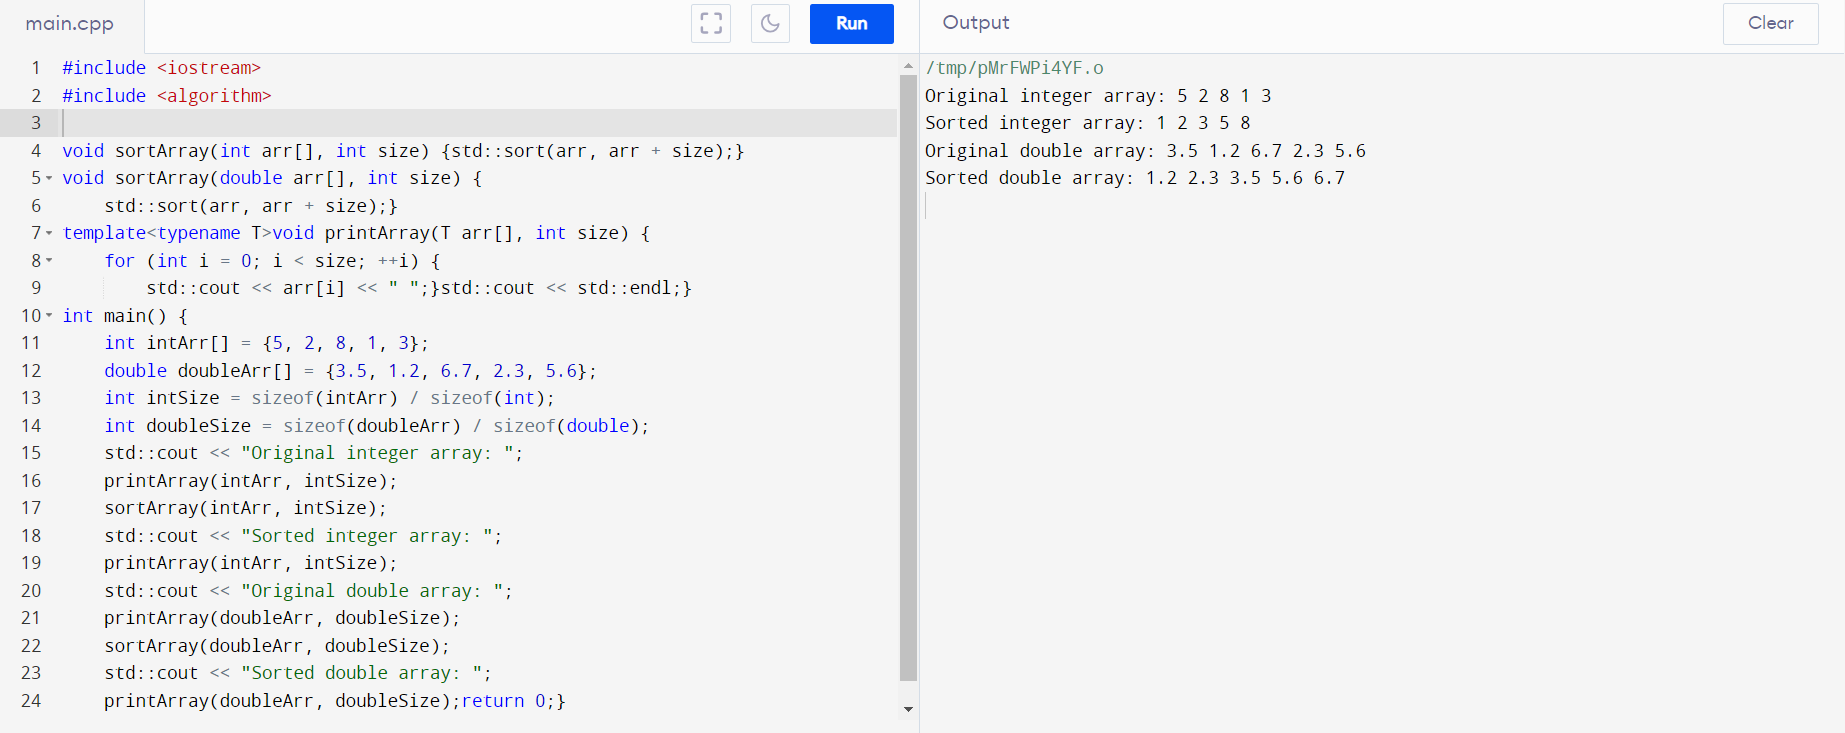 main.cpp
Run
Output
Clear
1 #include <iostream>
2 #include <algorithm>
3
4 void sortArray(int arr[], int size) {std::sort(arr, arr + size);}
5 void sortArray(double arr[], int size) {
6     std::sort(arr, arr + size);}
7 template<typename T>void printArray(T arr[], int size) {
8     for (int i = 0; i < size; ++i) {
9         std::cout << arr[i] << " ";}std::cout << std::endl;}
10 int main() {
11     int intArr[] = {5, 2, 8, 1, 3};
12     double doubleArr[] = {3.5, 1.2, 6.7, 2.3, 5.6};
13     int intSize = sizeof(intArr) / sizeof(int);
14     int doubleSize = sizeof(doubleArr) / sizeof(double);
15     std::cout << "Original integer array: ";
16     printArray(intArr, intSize);
17     sortArray(intArr, intSize);
18     std::cout << "Sorted integer array: ";
19     printArray(intArr, intSize);
20     std::cout << "Original double array: ";
21     printArray(doubleArr, doubleSize);
22     sortArray(doubleArr, doubleSize);
23     std::cout << "Sorted double array: ";
24     printArray(doubleArr, doubleSize);return 0;}
/tmp/pMrFWPi4YF.o
Original integer array: 5 2 8 1 3
Sorted integer array: 1 2 3 5 8
Original double array: 3.5 1.2 6.7 2.3 5.6
Sorted double array: 1.2 2.3 3.5 5.6 6.7